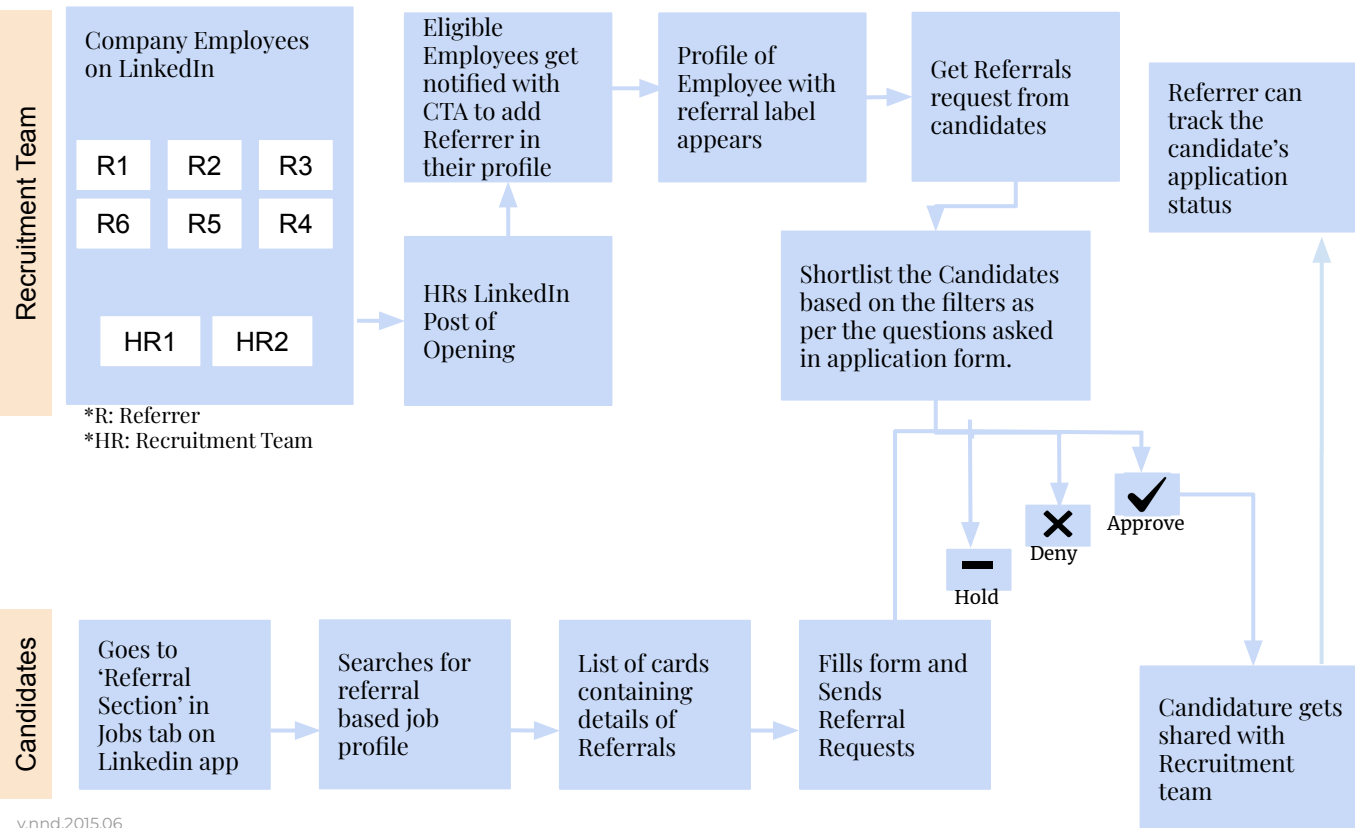 Recruitment Team
Company Employees
on LinkedIn
R1
R2
R3
R6
R5
R4
HR1
HR2
*R: Referrer
*HR: Recruitment Team
HRs LinkedIn
Post of
Opening
Eligible
Employees get
notified with
CTA to add
Referrer in
their profile
Profile of
Employee with
referral label
appears
Get Referrals
request from
candidates
Shortlist the Candidates
based on the filters as
per the questions asked
in application form.
Referrer can
track the
candidate’s
application
status
Hold
Deny
Approve
Candidates
Goes to
‘Referral
Section’ in
Jobs tab on
Linkedin app
Searches for
referral
based job
profile
List of cards
containing
details of
Referrals
Fills form and
Sends
Referral
Requests
Candidature gets
shared with
Recruitment
team
v.nnd.2015.06